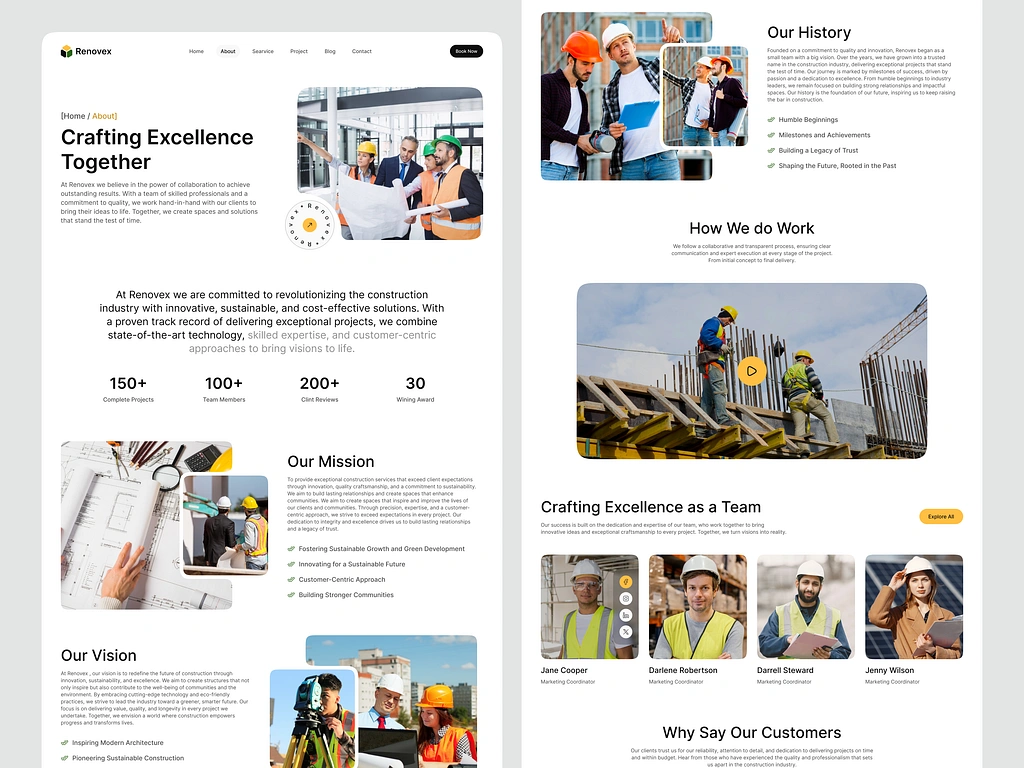 Renovex
Home About Searvice Project Blog Contact
Book Now
[Home / About]
Crafting Excellence
Together
At Renovex we believe in the power of collaboration to achieve
outstanding results. With a team of skilled professionals and a
commitment to quality, we work hand-in-hand with our clients to
bring their ideas to life. Together, we create spaces and solutions
that stand the test of time.
Renovex • Renovex •
At Renovex we are committed to revolutionizing the construction
industry with innovative, sustainable, and cost-effective solutions. With
a proven track record of delivering exceptional projects, we combine
state-of-the-art technology, skilled expertise, and customer-centric
approaches to bring visions to life.
150+ 100+ 200+ 30
Complete Projects Team Members Clint Reviews Wining Award
Our Mission
To provide exceptional construction services that exceed client expectations
through innovation, quality craftsmanship, and a commitment to sustainability.
We aim to build lasting relationships and create spaces that enhance
communities. We aim to create spaces that inspire and improve the lives of
our clients and communities. Through precision, expertise, and a customer-
centric approach, we strive to exceed expectations in every project. Our
dedication to integrity and excellence drives us to build lasting relationships
and a legacy of trust.
Fostering Sustainable Growth and Green Development
Innovating for a Sustainable Future
Customer-Centric Approach
Building Stronger Communities
Our Vision
At Renovex , our vision is to redefine the future of construction through
innovation, sustainability, and excellence. We aim to create structures that not
only inspire but also contribute to the well-being of communities and the
environment. By embracing cutting-edge technology and eco-friendly
practices, we strive to lead the industry toward a greener, smarter future. Our
focus is on delivering value, quality, and longevity in every project we
undertake. Together, we envision a world where construction empowers
progress and transforms lives.
Inspiring Modern Architecture
Pioneering Sustainable Construction
Our History
Founded on a commitment to quality and innovation, Renovex began as a
small team with a big vision. Over the years, we have grown into a trusted
name in the construction industry, delivering exceptional projects that stand
the test of time. Our journey is marked by milestones of success, driven by
passion and a dedication to excellence. From humble beginnings to industry
leaders, we remain focused on building strong relationships and impactful
spaces. Our history is the foundation of our future, inspiring us to keep raising
the bar in construction.
Humble Beginnings
Milestones and Achievements
Building a Legacy of Trust
Shaping the Future, Rooted in the Past
How We do Work
We follow a collaborative and transparent process, ensuring clear
communication and expert execution at every stage of the project.
From initial concept to final delivery.
Crafting Excellence as a Team
Our success is built on the dedication and expertise of our team, who work together to bring
innovative ideas and exceptional craftsmanship to every project. Together, we turn visions into reality.
Explore All
Jane Cooper Darlene Robertson Darrell Steward Jenny Wilson
Marketing Coordinator Marketing Coordinator Marketing Coordinator Marketing Coordinator
Why Say Our Customers
Our clients trust us for our reliability, attention to detail, and dedication to delivering projects on time
and within budget. Hear from those who have experienced the quality and professionalism that sets
us apart in the construction industry.